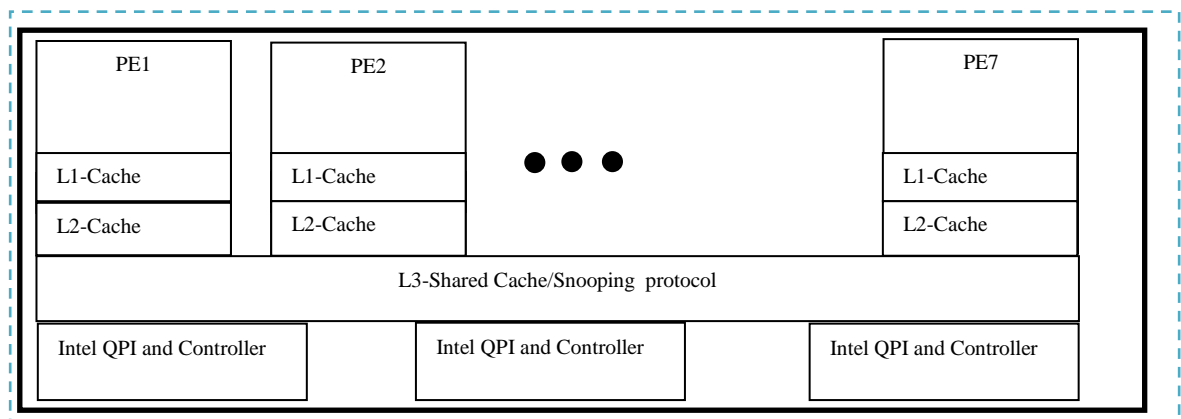 PE1
PE2
PE7
L1-Cache
L1-Cache
L1-Cache
L2-Cache
L2-Cache
L2-Cache
L3-Shared Cache/Snooping protocol
Intel QPI and Controller
Intel QPI and Controller
Intel QPI and Controller